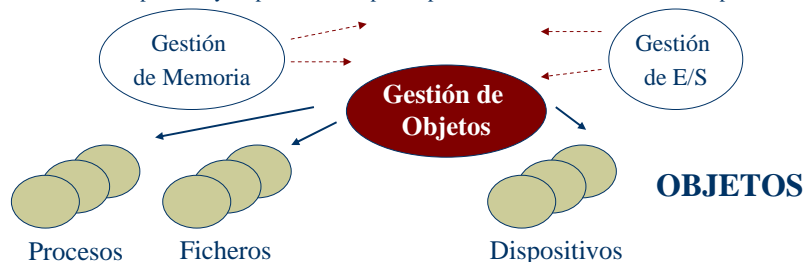 Gestión
de Memoria
Gestión
de E/S
Gestión de
Objetos
OBJETOS
Procesos
Ficheros
Dispositivos